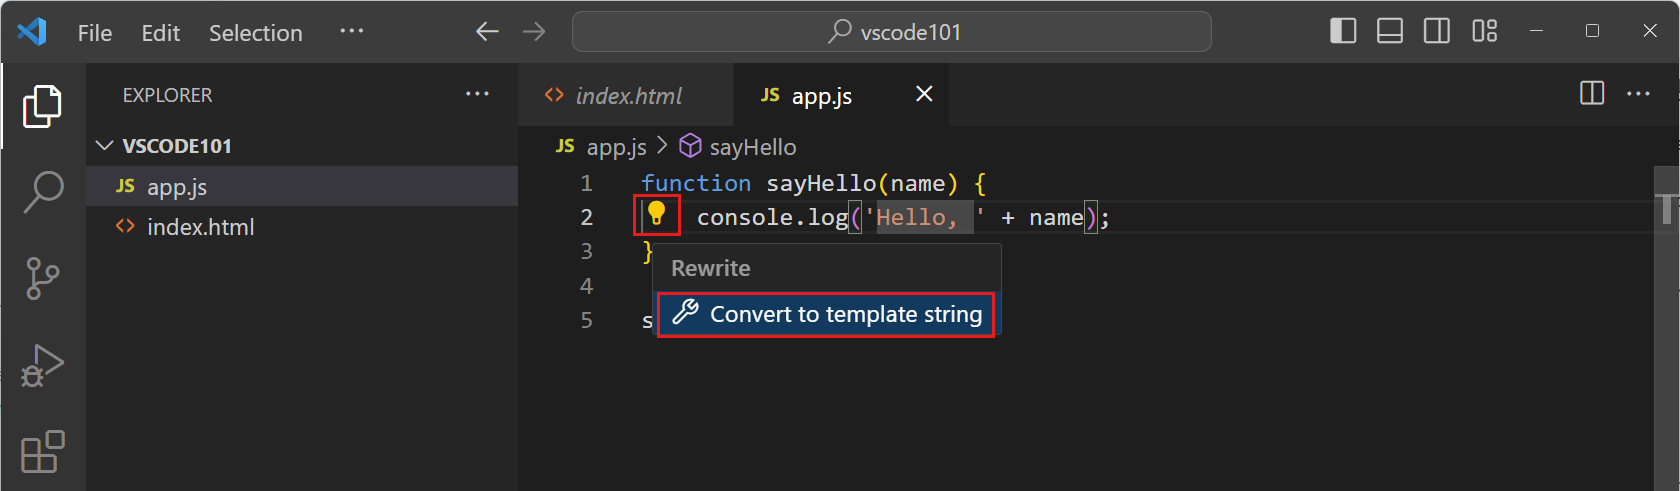 File Edit Selection ··· vscode101
EXPLORER ···
VSCODE101
JS app.js
<> index.html
<> index.html JS app.js ···
JS app.js > sayHello
1 function sayHello(name) {
2 console.log('Hello, ' + name);
3 }
4
5 s
Rewrite
Convert to template string